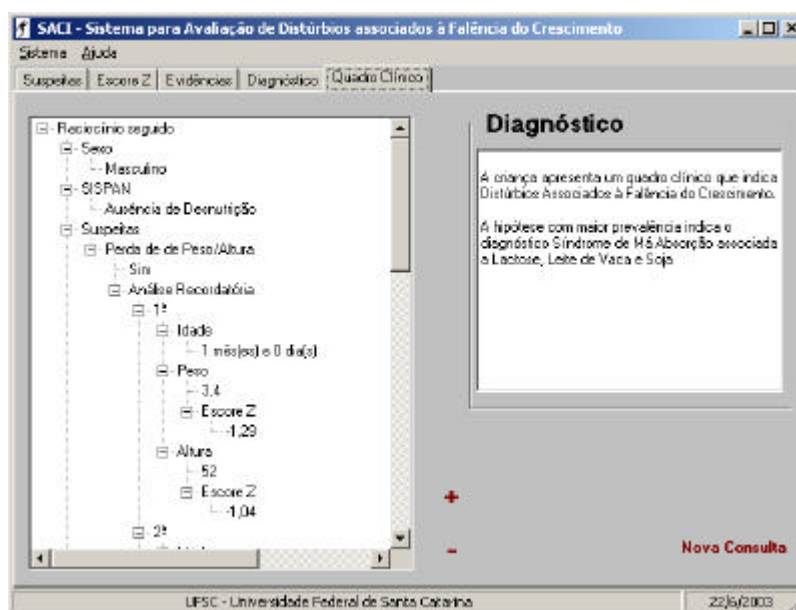 SACI - Sistema para Avaliação de Distúrbios associados à Falência do Crescimento
Sistema Ajuda
Suspeitas Escore Z Evidências Diagnóstico Quadro Clínico
Raciocínio seguido
Sexo
Masculino
SISPAN
Ausência de Desnutrição
Suspeitas
Perda de de Peso/Altura
Sim
Análise Recordatória
1ª
Idade
1 mês(es) e 0 dia(s)
Peso
3,4
Escore Z
-1,29
Altura
52
Escore Z
-1,04
2ª
Diagnóstico
A criança apresenta um quadro clínico que indica
Distúrbios Associados à Falência do Crescimento.
A hipótese com maior prevalência indica o
diagnóstico Síndrome de Má Absorção associada
a Lactose, Leite de Vaca e Soja
+
-
Nova Consulta
UFSC - Universidade Federal de Santa Catarina
22/6/2003